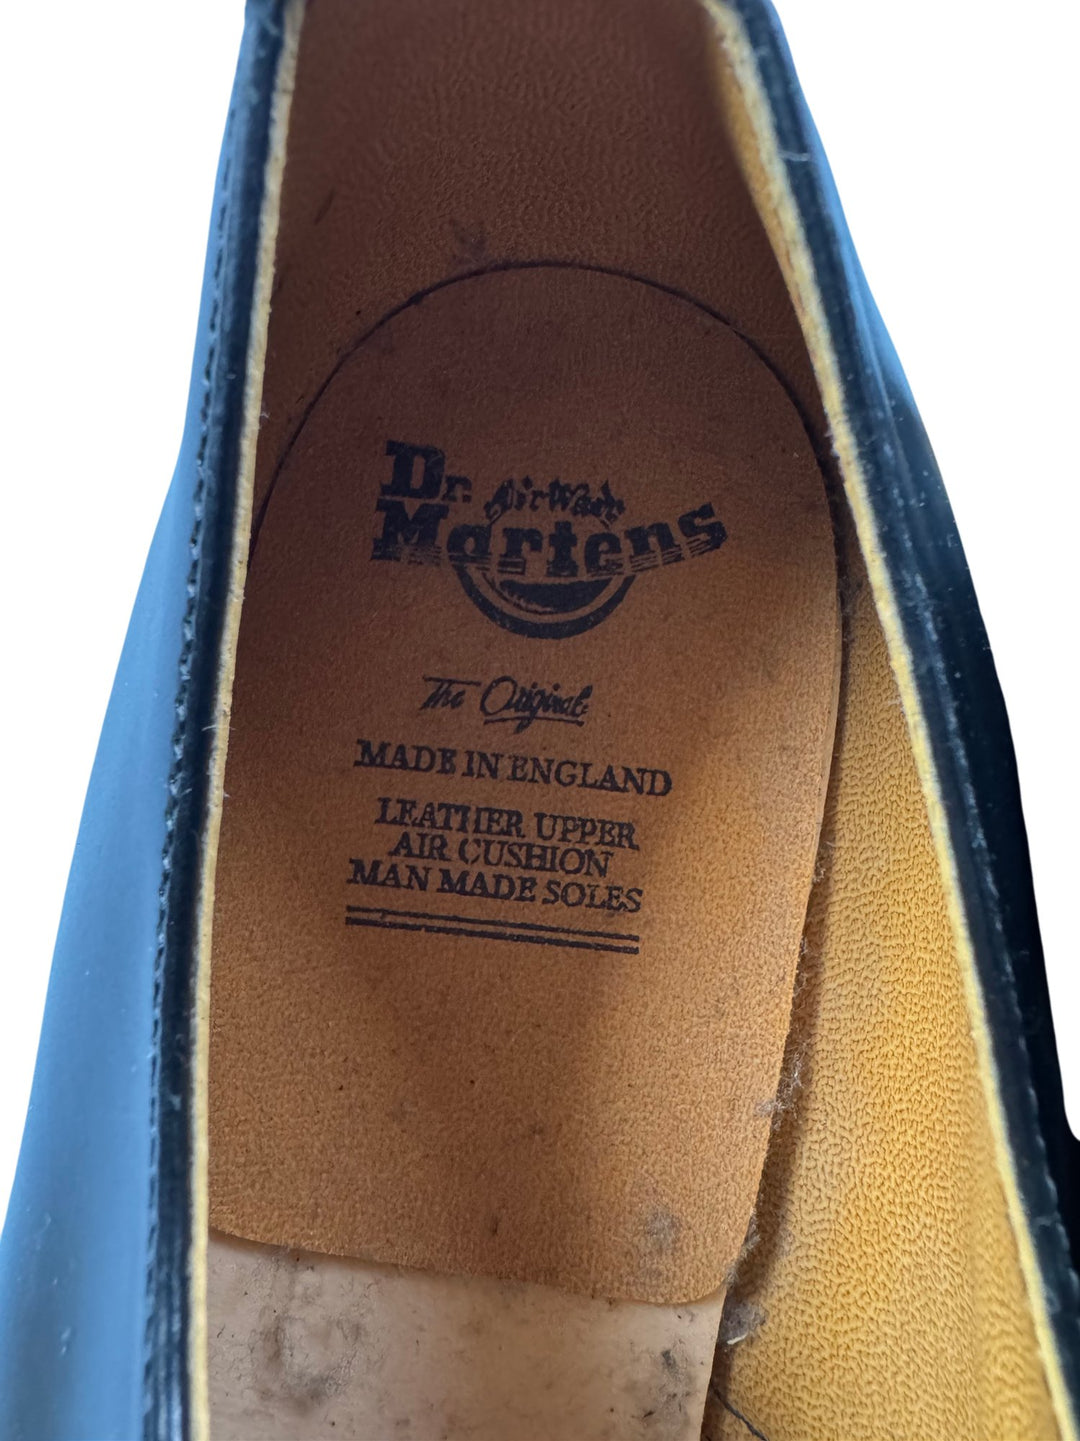 Dr.
AirWair
Martens
The Original
MADE IN ENGLAND
LEATHER UPPER
AIR CUSHION
MAN MADE SOLES